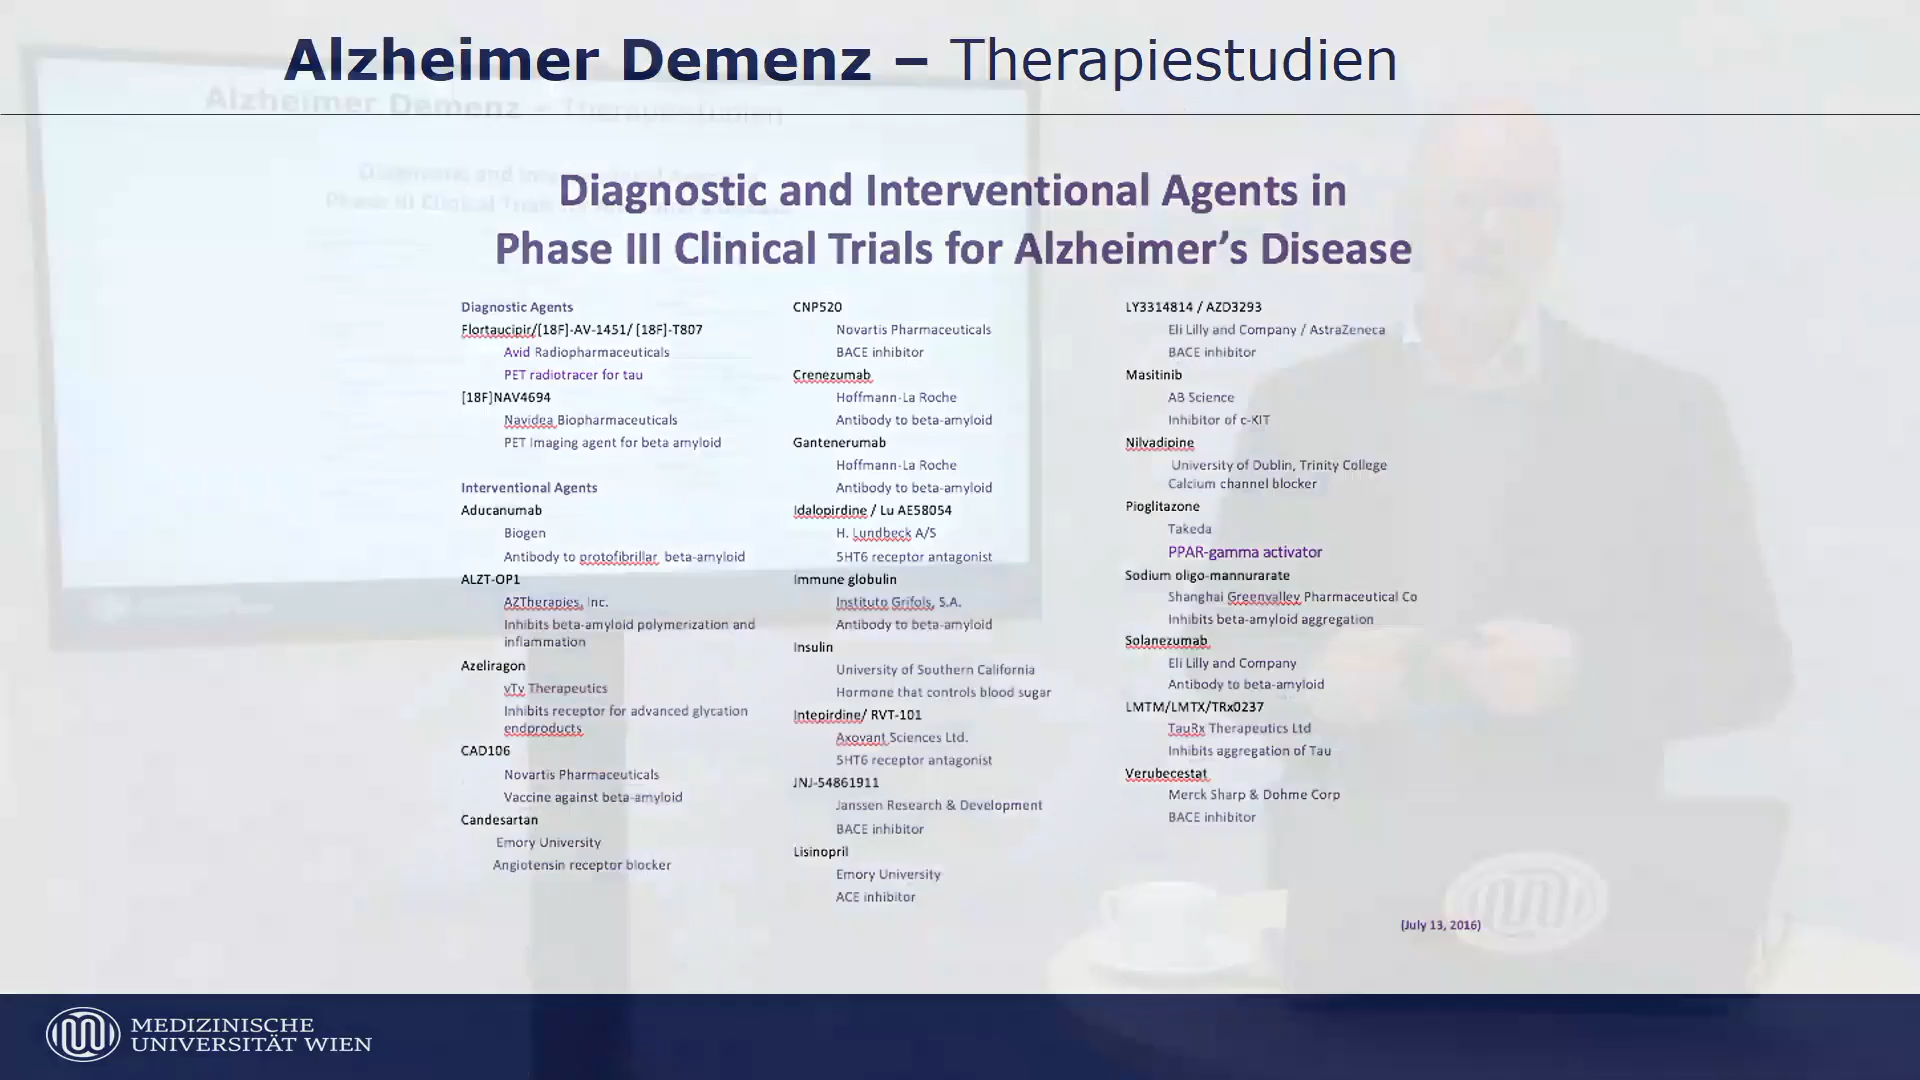 Alzheimer Demenz – Therapiestudien
Diagnostic and Interventional Agents in
Phase III Clinical Trials for Alzheimer’s Disease
Diagnostic Agents
Flortaucipir/[18F]-AV-1451/ [18F]-T807
Avid Radiopharmaceuticals
PET radiotracer for tau
[18F]NAV4694
Navidea Biopharmaceuticals
PET Imaging agent for beta amyloid
Interventional Agents
Aducanumab
Biogen
Antibody to protofibrillar beta-amyloid
ALZT-OP1
AZTherapies, Inc.
Inhibits beta-amyloid polymerization and
inflammation
Azeliragon
vTv Therapeutics
Inhibits receptor for advanced glycation
endproducts
CAD106
Novartis Pharmaceuticals
Vaccine against beta-amyloid
Candesartan
Emory University
Angiotensin receptor blocker
CNP520
Novartis Pharmaceuticals
BACE inhibitor
Crenezumab
Hoffmann-La Roche
Antibody to beta-amyloid
Gantenerumab
Hoffmann-La Roche
Antibody to beta-amyloid
Idalopirdine / Lu AE58054
H. Lundbeck A/S
5HT6 receptor antagonist
Immune globulin
Instituto Grifols, S.A.
Antibody to beta-amyloid
Insulin
University of Southern California
Hormone that controls blood sugar
Intepirdine/ RVT-101
Axovant Sciences Ltd.
5HT6 receptor antagonist
JNJ-54861911
Janssen Research & Development
BACE inhibitor
Lisinopril
Emory University
ACE inhibitor
LY3314814 / AZD3293
Eli Lilly and Company / AstraZeneca
BACE inhibitor
Masitinib
AB Science
Inhibitor of c-KIT
Nilvadipine
University of Dublin, Trinity College
Calcium channel blocker
Pioglitazone
Takeda
PPAR-gamma activator
Sodium oligo-mannurarate
Shanghai Greenvalley Pharmaceutical Co
Inhibits beta-amyloid aggregation
Solanezumab
Eli Lilly and Company
Antibody to beta-amyloid
LMTM/LMTX/TRx0237
TauRx Therapeutics Ltd
Inhibits aggregation of Tau
Verubecestat
Merck Sharp & Dohme Corp
BACE inhibitor
(July 13, 2016)
MEDIZINISCHE
UNIVERSITÄT WIEN